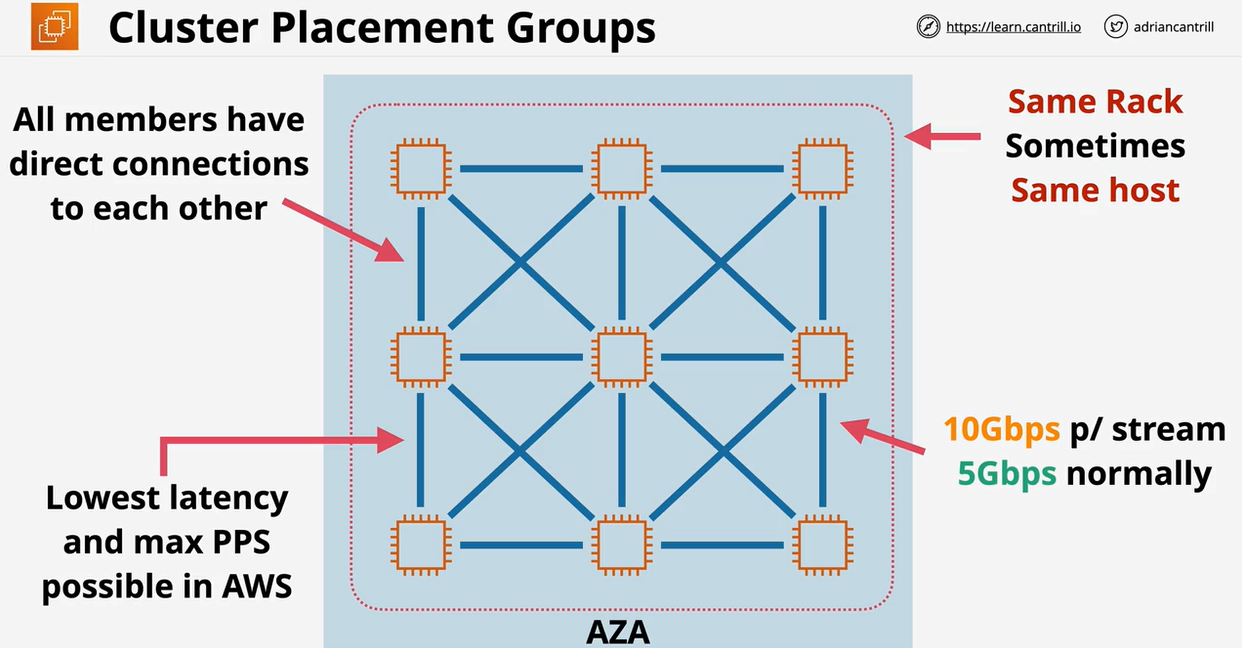 Cluster Placement Groups
https://learn.cantrill.io
adriancantrill
All members have
direct connections
to each other
Same Rack
Sometimes
Same host
10Gbps p/ stream
5Gbps normally
Lowest latency
and max PPS
possible in AWS
AZA